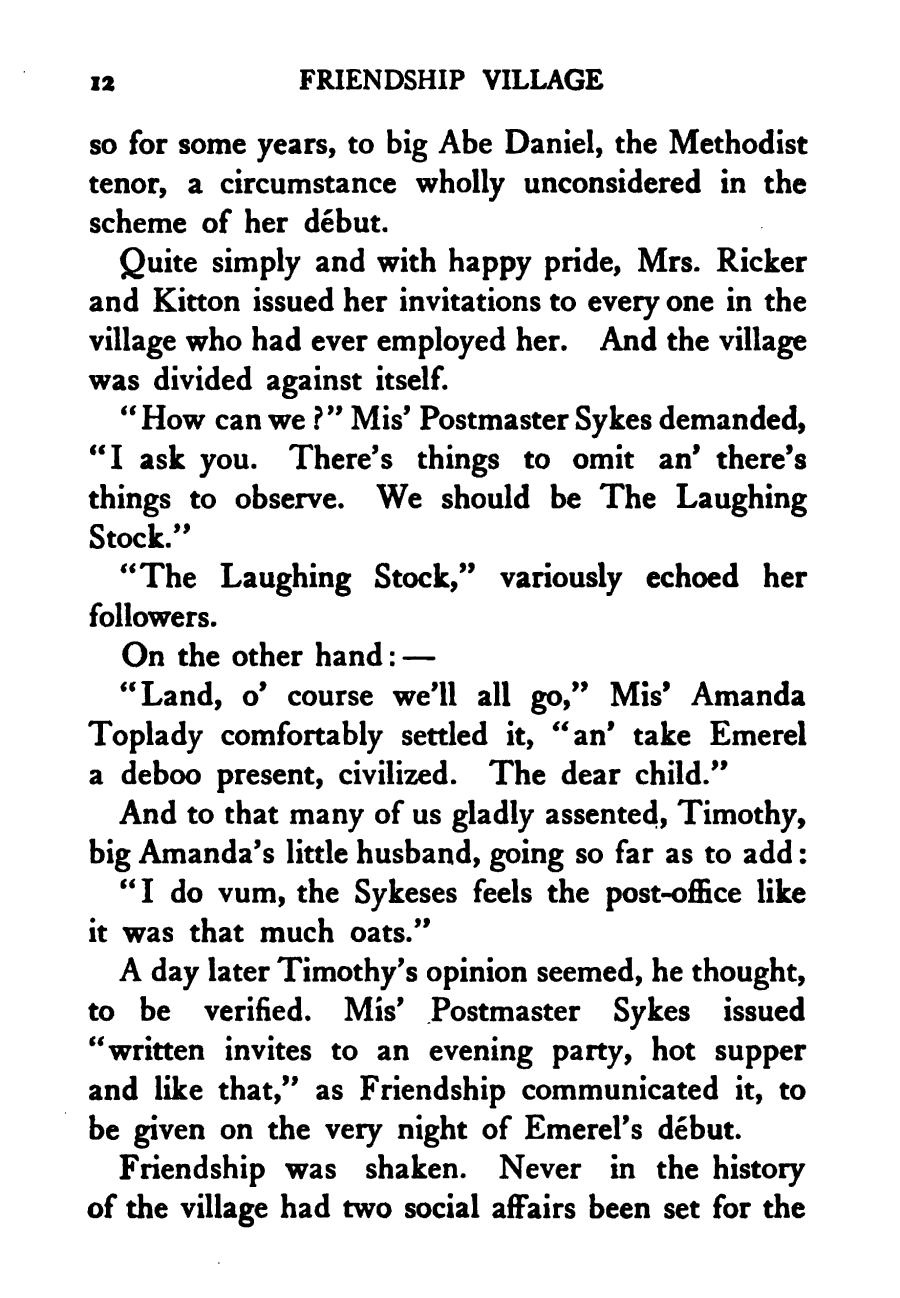 12 FRIENDSHIP VILLAGE
so for some years, to big Abe Daniel, the Methodist
tenor, a circumstance wholly unconsidered in the
scheme of her début.
Quite simply and with happy pride, Mrs. Ricker
and Kitton issued her invitations to every one in the
village who had ever employed her. And the village
was divided against itself.
"How can we?" Mis' Postmaster Sykes demanded,
"I ask you. There's things to omit an' there's
things to observe. We should be The Laughing
Stock."
"The Laughing Stock," variously echoed her
followers.
On the other hand: —
"Land, o' course we'll all go," Mis' Amanda
Toplady comfortably settled it, "an' take Emerel
a deboo present, civilized. The dear child."
And to that many of us gladly assented, Timothy,
big Amanda's little husband, going so far as to add:
"I do vum, the Sykeses feels the post-office like
it was that much oats."
A day later Timothy's opinion seemed, he thought,
to be verified. Mis' Postmaster Sykes issued
"written invites to an evening party, hot supper
and like that," as Friendship communicated it, to
be given on the very night of Emerel's début.
Friendship was shaken. Never in the history
of the village had two social affairs been set for the